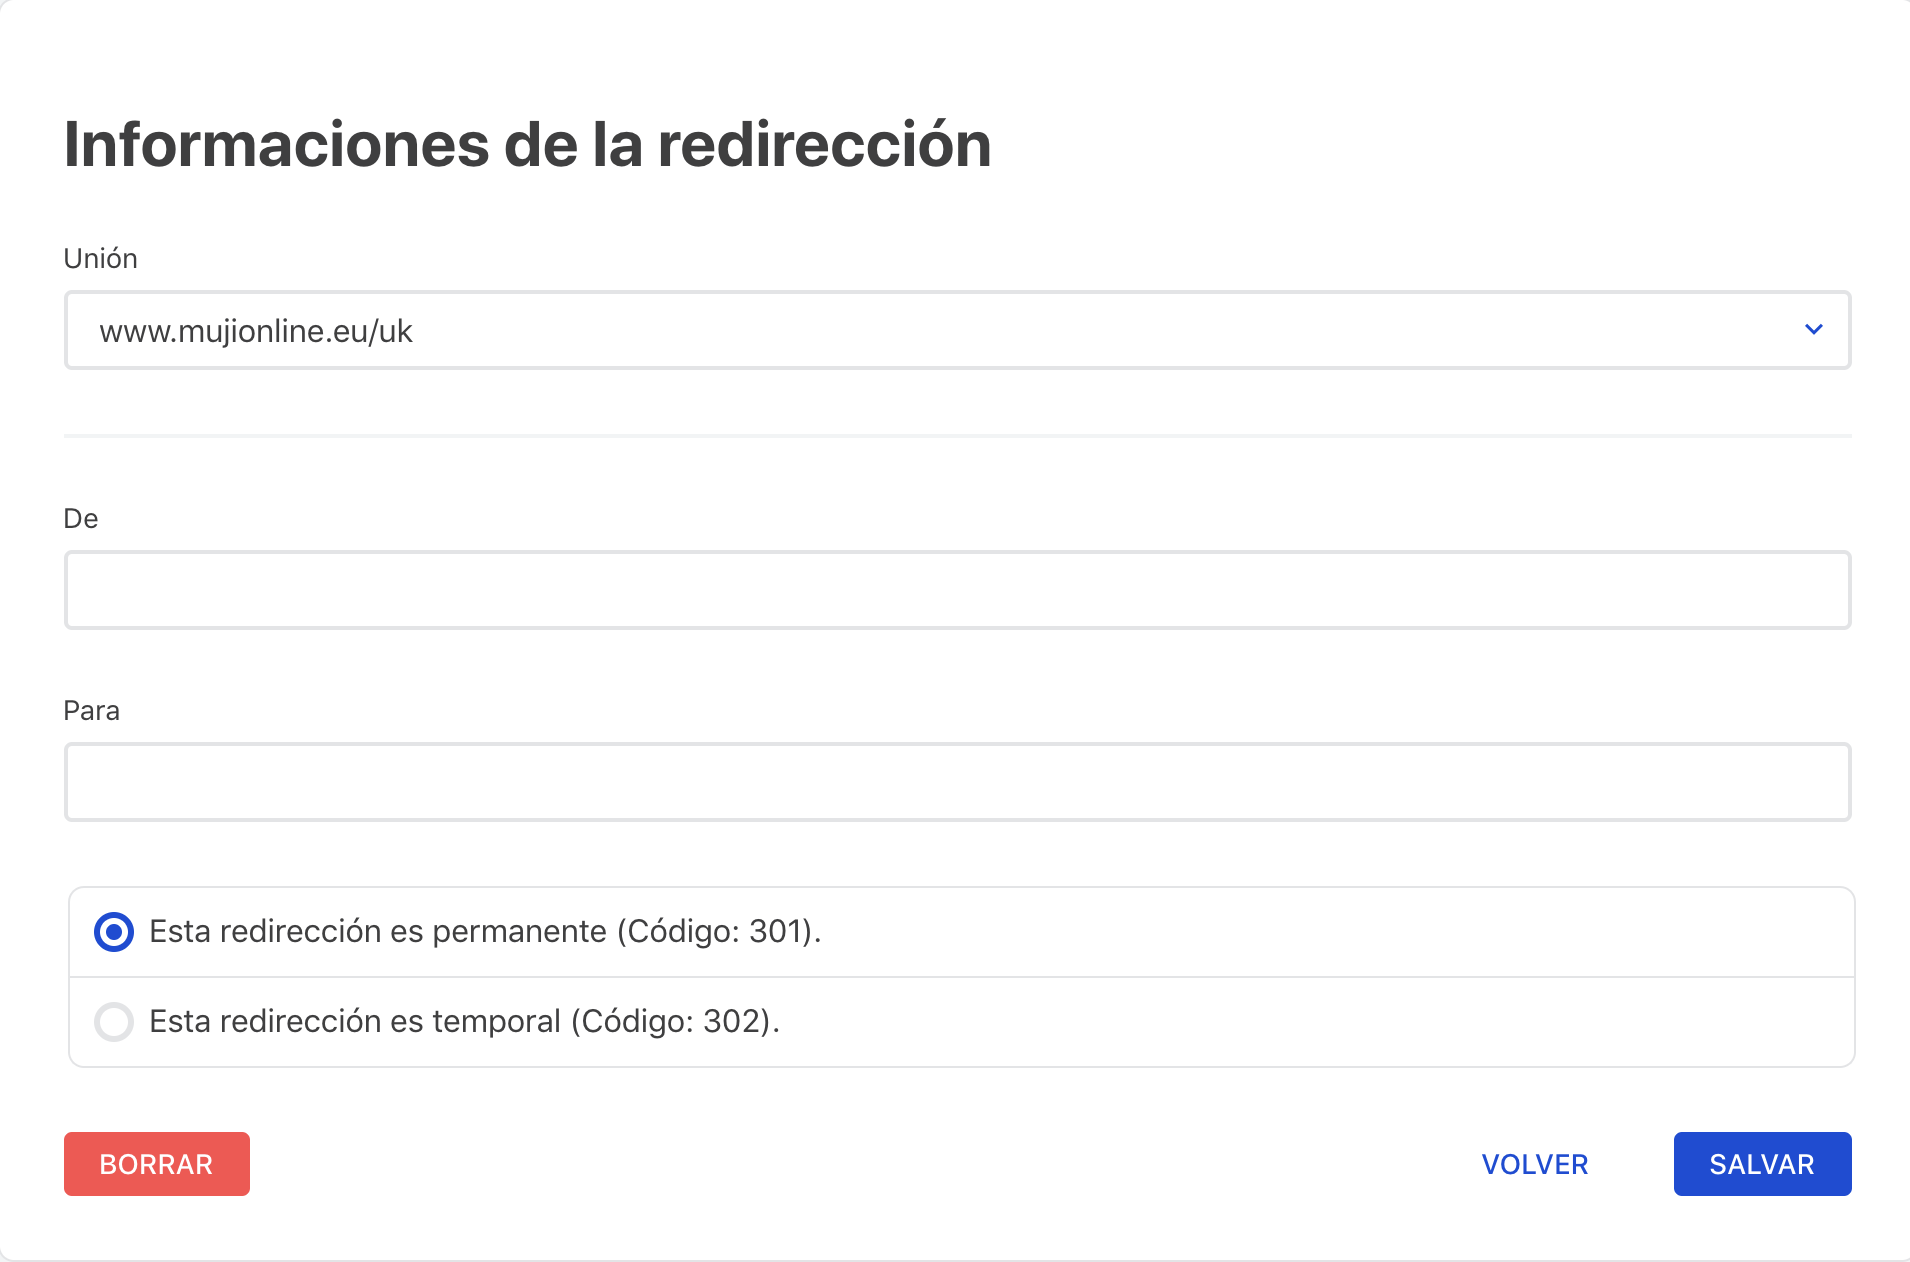 Informaciones de la redirección
Unión
www.mujionline.eu/uk
De
Para
Esta redirección es permanente (Código: 301).
Esta redirección es temporal (Código: 302).
BORRAR
VOLVER
SALVAR